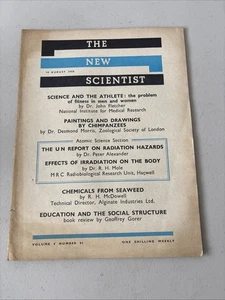 THE
NEW
SCIENTIST
14 AUGUST 1958
SCIENCE AND THE ATHLETE: the problem
of fitness in man and women
by Dr. John Fletcher
National Institute for Medical Research
PAINTINGS AND DRAWINGS
BY CHIMPANZEES
by Dr. Desmond Morris, Zoological Society of London
Atomic Science Section
THE UN REPORT ON RADIATION HAZARDS
by Dr. Peter Alexander
EFFECTS OF IRRADIATION ON THE BODY
by Dr. R. H. Mole
MRC Radiobiological Research Unit, Harwell
CHEMICALS FROM SEAWEED
by R. H. McDowell
Technical Director, Alginate Industries Ltd.
EDUCATION AND THE SOCIAL STRUCTURE
book review by Geoffrey Gorer
VOLUME 4 NUMBER 91
ONE SHILLING WEEKLY